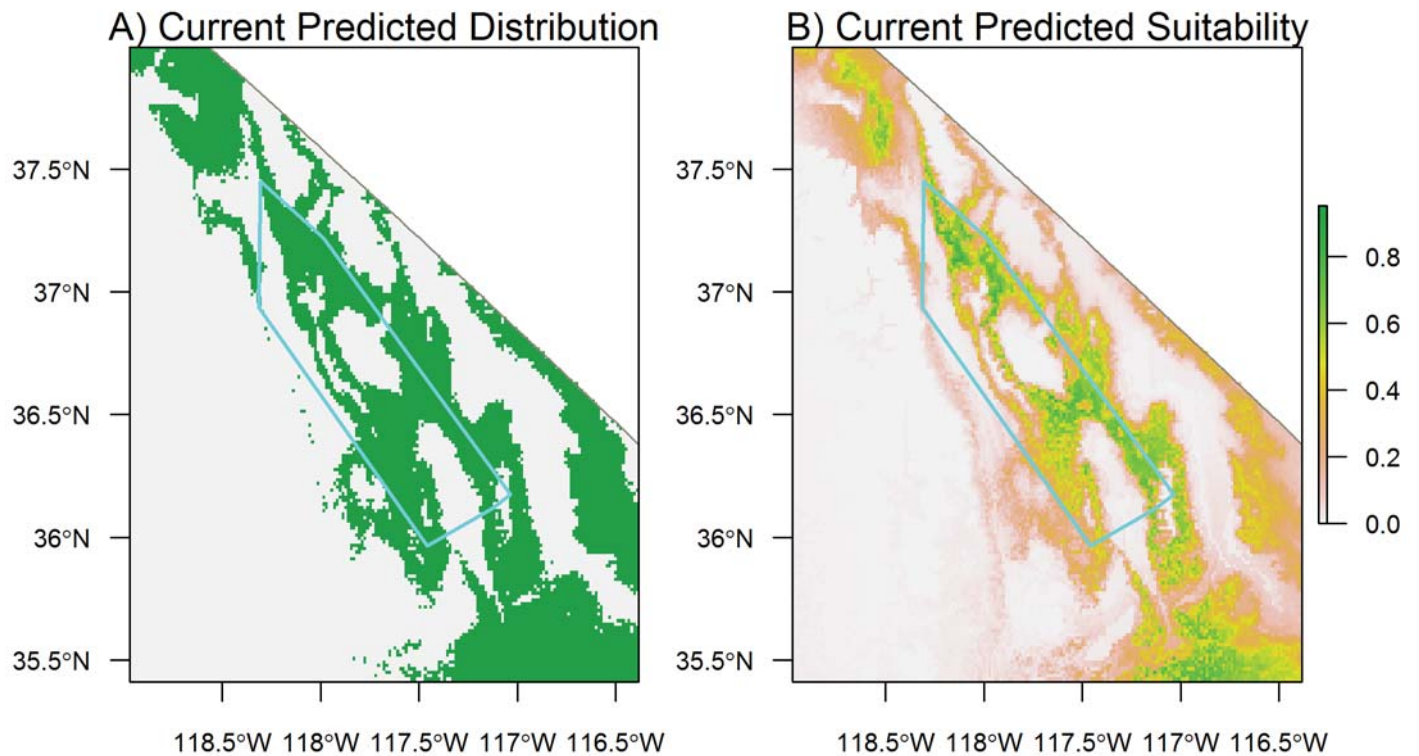 A) Current Predicted Distribution
37.5°N
37°N
36.5°N
36°N
35.5°N
118.5°W 118°W 117.5°W 117°W 116.5°W
B) Current Predicted Suitability
37.5°N
37°N
36.5°N
36°N
35.5°N
118.5°W 118°W 117.5°W 117°W 116.5°W
0.8
0.6
0.4
0.2
0.0